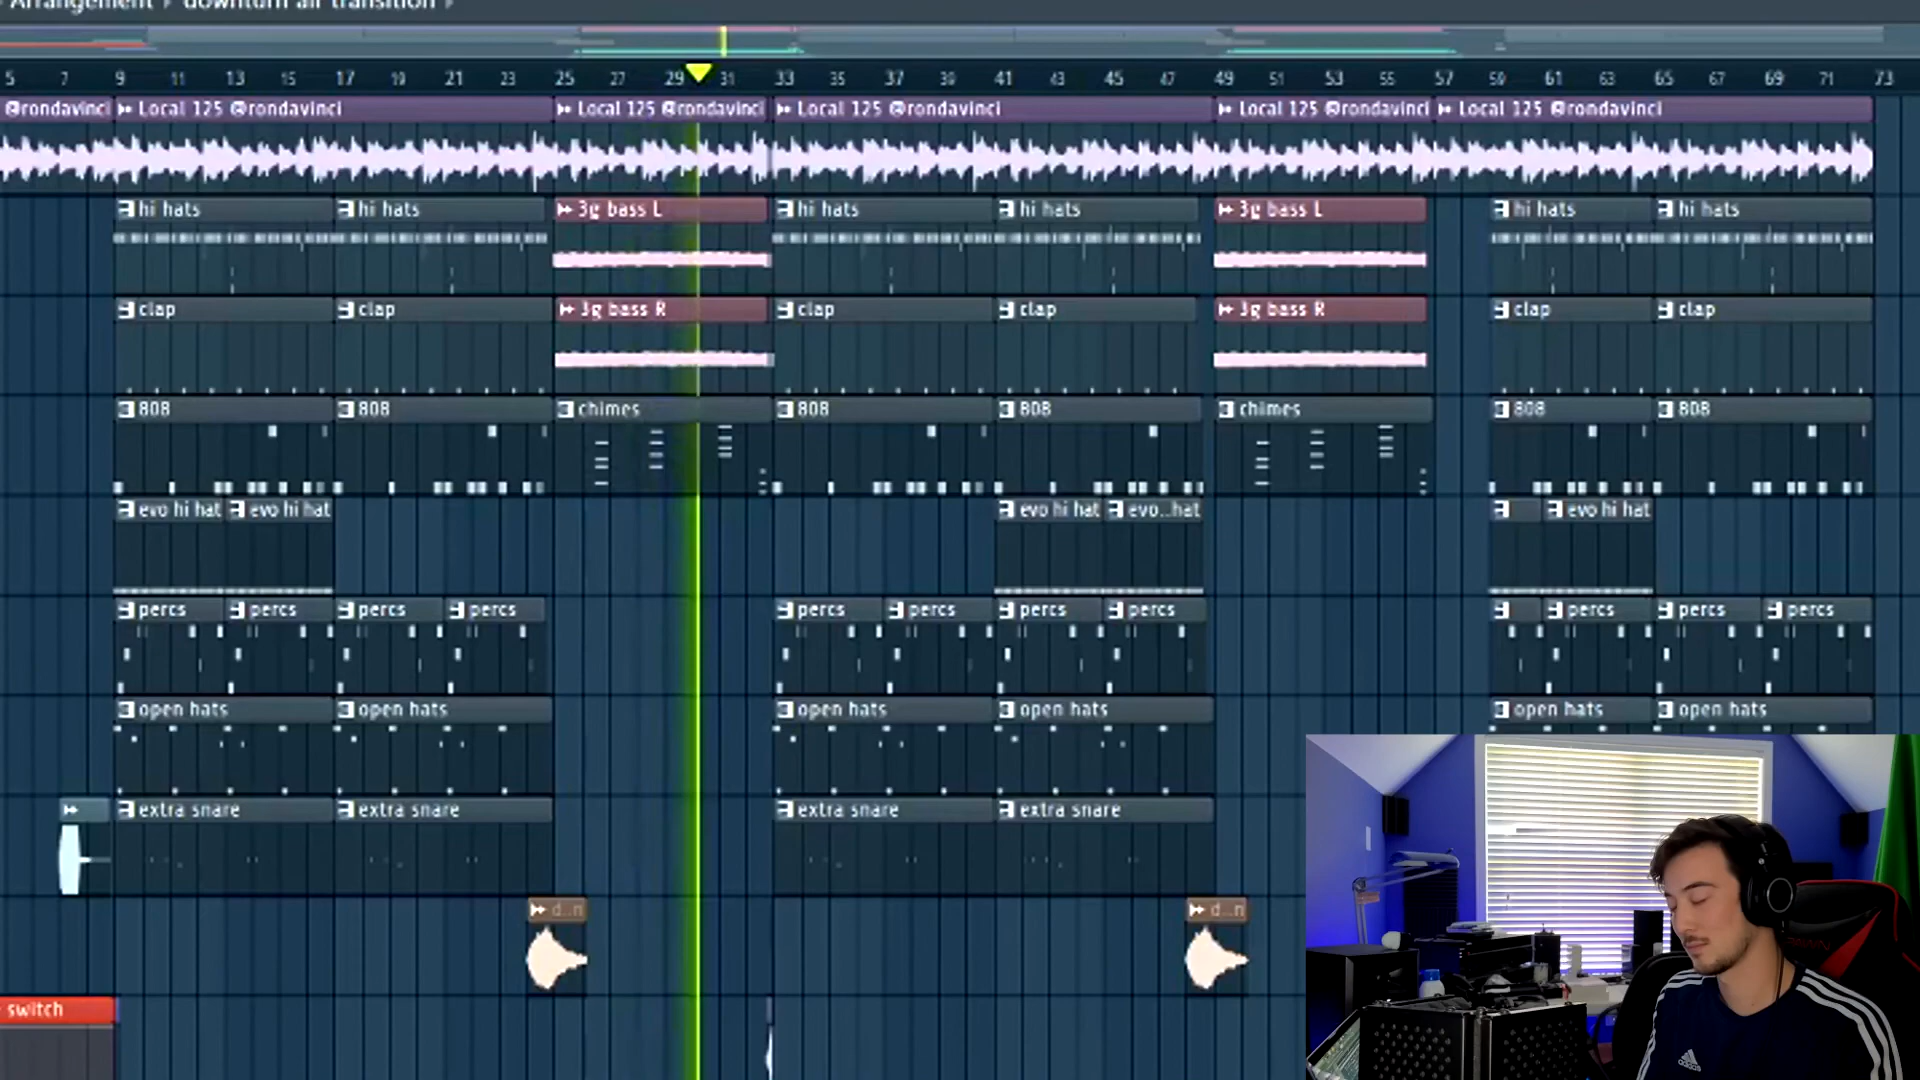 Arrangement › downturn all transition ›
5 7 9 11 13 15 17 19 21 23 25 27 29 31 33 35 37 39 41 43 45 47 49 51 53 55 57 59 61 63 65 67 69 71 73
@rondavinci Local 125 @rondavinci Local 125 @rondavinci Local 125 @rondavinci Local 125 @rondavinci Local 125 @rondavinci
hi hats hi hats 3g bass L hi hats hi hats 3g bass L hi hats hi hats
clap clap 3g bass R clap clap 3g bass R clap clap
808 808 chimes 808 808 chimes 808 808
evo hi hat evo hi hat evo hi hat evo..hat evo hi hat
percs percs percs percs percs percs percs percs percs percs percs
open hats open hats open hats open hats open hats open hats
extra snare extra snare extra snare extra snare
d..n d..n
switch
adidas